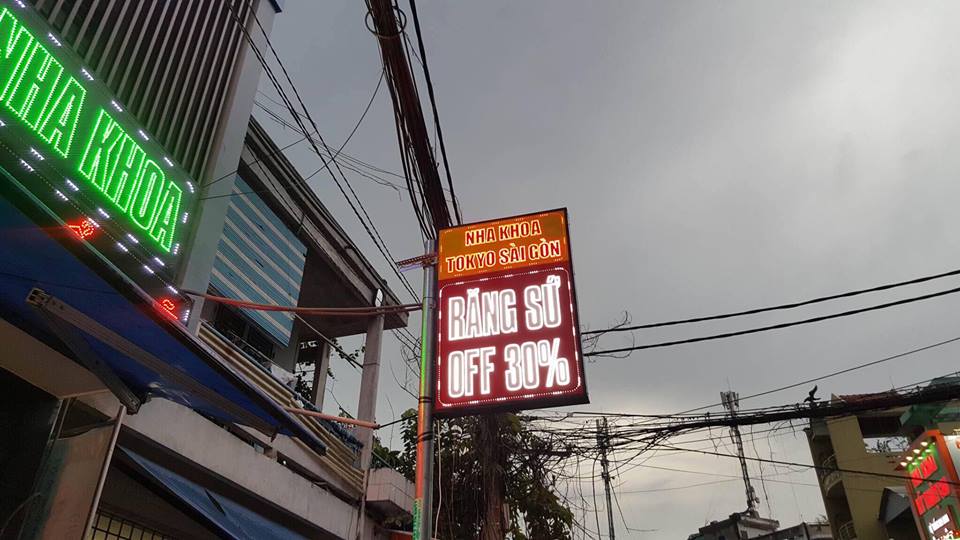 NHA KHOA
NHA KHOA
TOKYO SÀI GÒN
RĂNG SỨ
OFF 30%